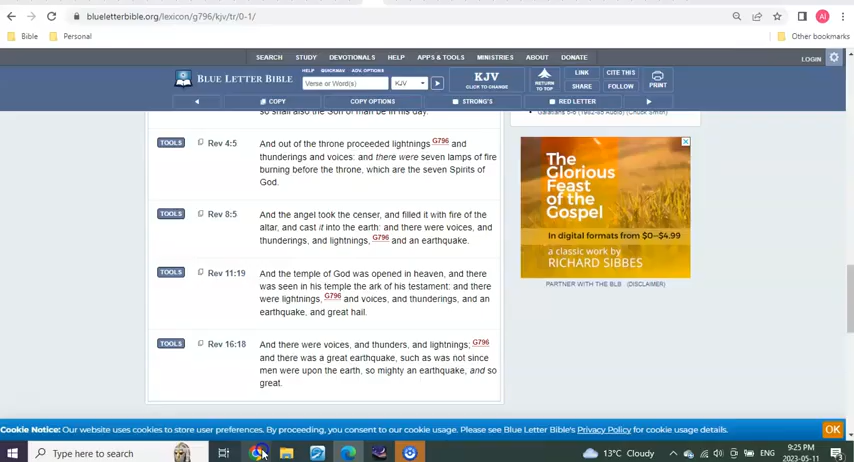 blueletterbible.org/lexicon/g796/kjv/tr/0-1/
Bible
Personal
Other bookmarks
SEARCH STUDY DEVOTIONALS HELP APPS & TOOLS MINISTRIES ABOUT DONATE
LOGIN
BLUE LETTER BIBLE
HELP QUICKNAV ADV. OPTIONS
Verse or Word(s)
KJV
KJV
CLICK TO CHANGE
RETURN
TO TOP
LINK
SHARE
CITE THIS
FOLLOW
PRINT
COPY
COPY OPTIONS
STRONG'S
RED LETTER
so shall also the Son of man be in his day.
Galatians 5-6 (1982-85 Audio) (Chuck Smith)
TOOLS
Rev 4:5
And out of the throne proceeded lightnings G796 and
thunderings and voices: and there were seven lamps of fire
burning before the throne, which are the seven Spirits of
God.
TOOLS
Rev 8:5
And the angel took the censer, and filled it with fire of the
altar, and cast it into the earth: and there were voices, and
thunderings, and lightnings, G796 and an earthquake.
TOOLS
Rev 11:19
And the temple of God was opened in heaven, and there
was seen in his temple the ark of his testament: and there
were lightnings, G796 and voices, and thunderings, and an
earthquake, and great hail.
TOOLS
Rev 16:18
And there were voices, and thunders, and lightnings; G796
and there was a great earthquake, such as was not since
men were upon the earth, so mighty an earthquake, and so
great.
The
Glorious
Feast
of the
Gospel
In digital formats from $0–$4.99
a classic work by
RICHARD SIBBES
PARTNER WITH THE BLB (DISCLAIMER)
Cookie Notice: Our website uses cookies to store user preferences. By proceeding, you consent to our cookie usage. Please see Blue Letter Bible's Privacy Policy for cookie usage details.
OK
Type here to search
13°C Cloudy
ENG
9:25 PM
2023-05-11
3
AI